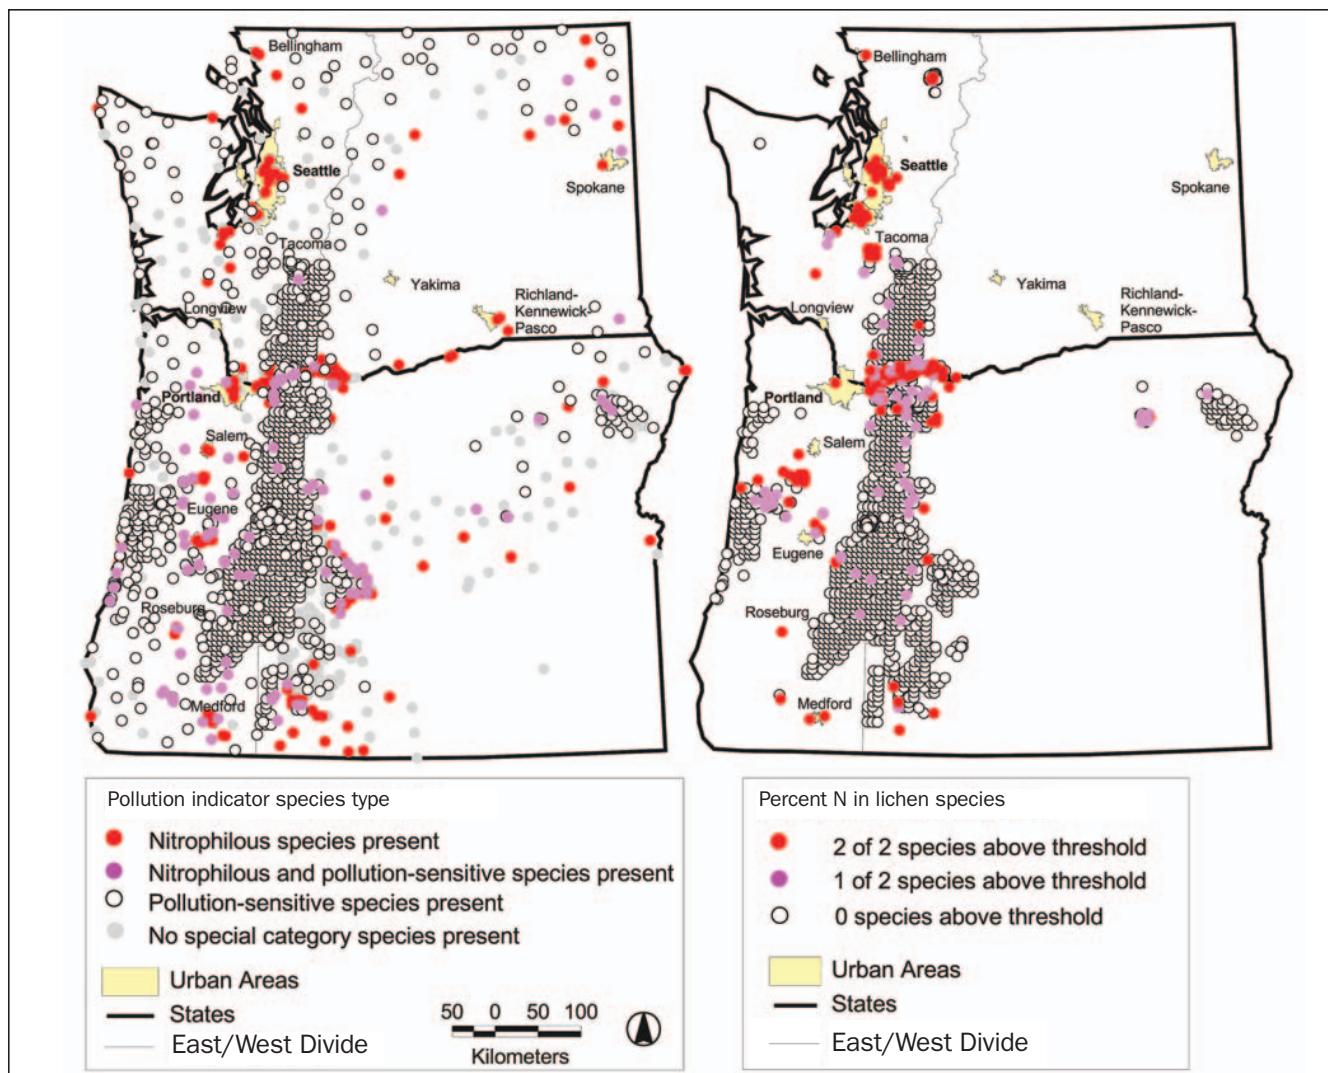 Bellingham
Seattle
Spokane
Tacoma
Yakima
Longview
Richland-
Kennewick-
Pasco
Portland
Salem
Eugene
Roseburg
Medford
Pollution indicator species type
Nitrophilous species present
Nitrophilous and pollution-sensitive species present
Pollution-sensitive species present
No special category species present
Urban Areas
States
East/West Divide
50 0 50 100
Kilometers
Bellingham
Seattle
Spokane
Tacoma
Yakima
Longview
Richland-
Kennewick-
Pasco
Portland
Salem
Eugene
Roseburg
Medford
Percent N in lichen species
2 of 2 species above threshold
1 of 2 species above threshold
0 species above threshold
Urban Areas
States
East/West Divide